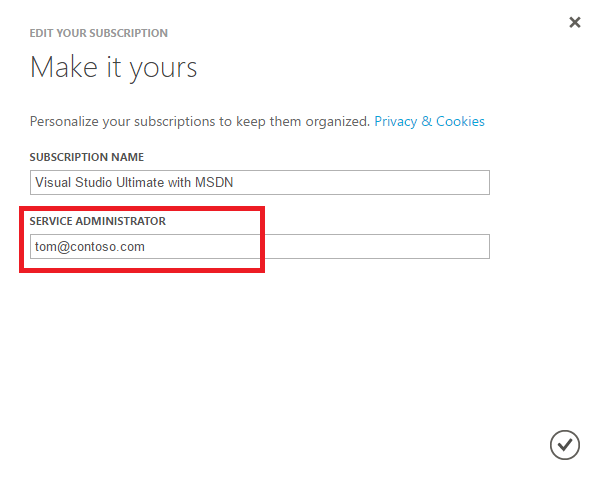 EDIT YOUR SUBSCRIPTION
Make it yours
Personalize your subscriptions to keep them organized. Privacy & Cookies
SUBSCRIPTION NAME
Visual Studio Ultimate with MSDN
SERVICE ADMINISTRATOR
tom@contoso.com